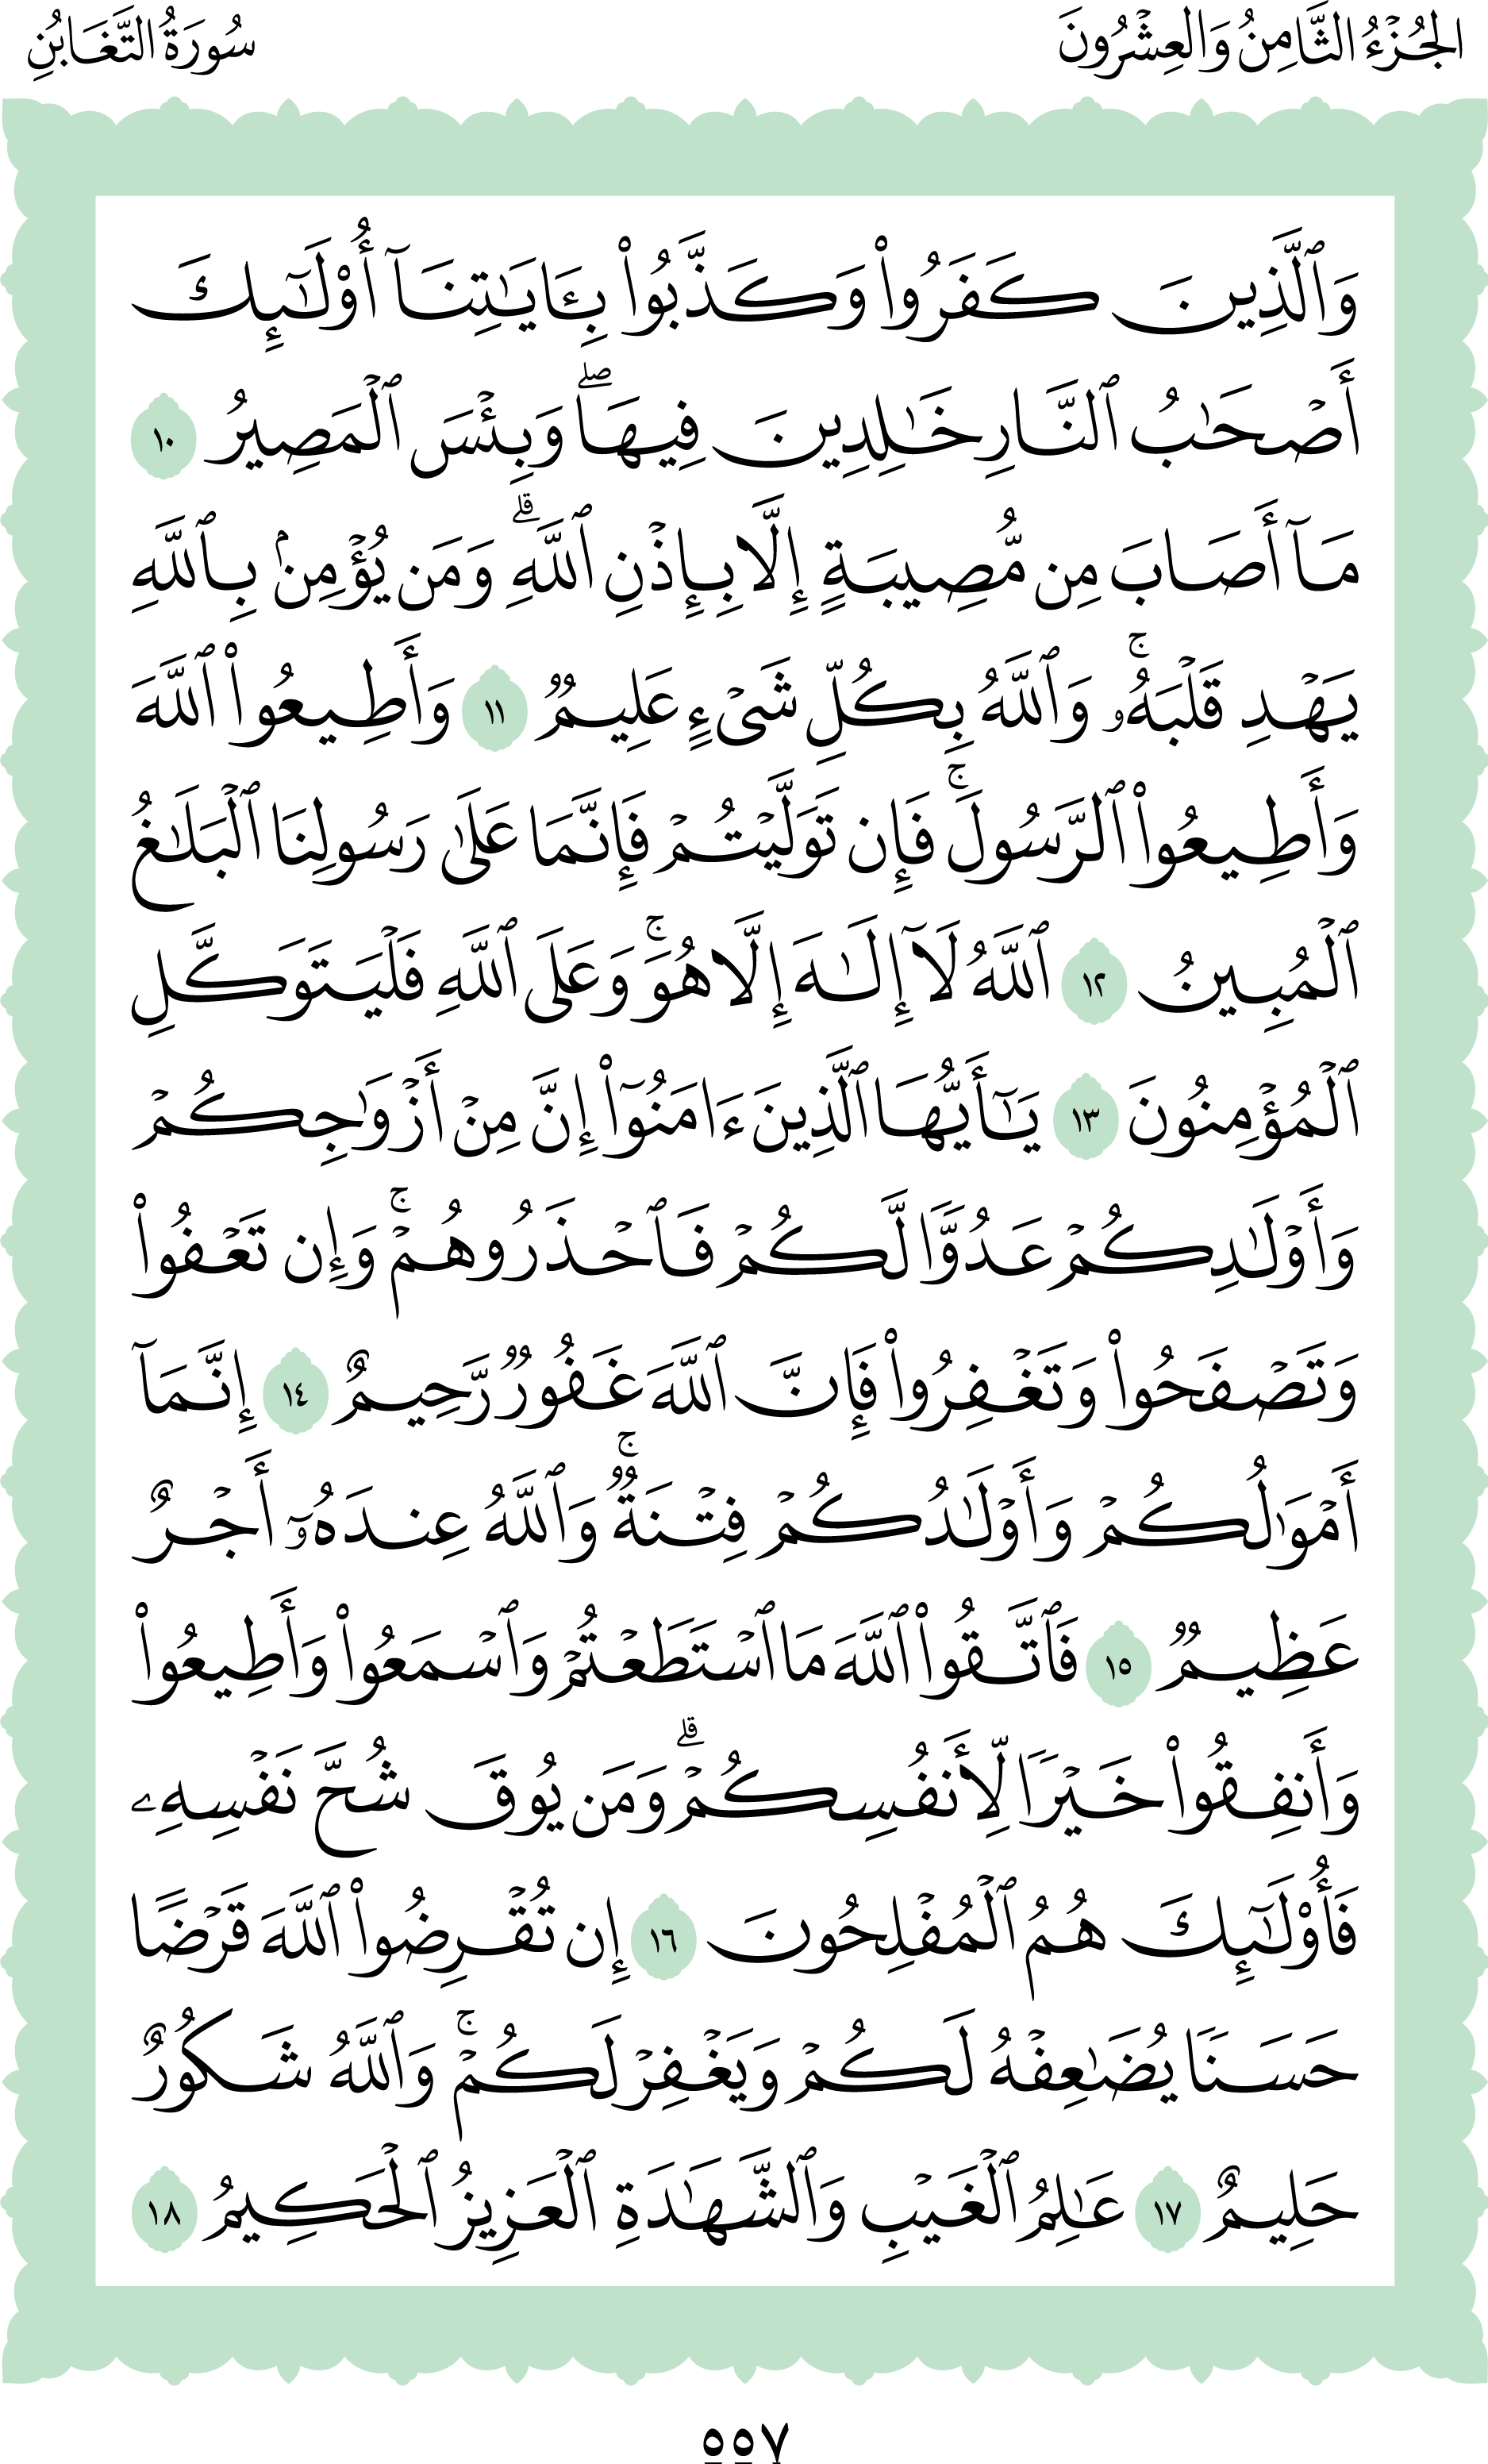 الجُزْءُ الثَّامِنُ وَالعِشْرُونَ
سُورَةُ التَّغَابُنِ
وَٱلَّذِينَ كَفَرُواْ وَكَذَّبُواْ بِـَٔايَٰتِنَآ أُوْلَٰٓئِكَ
أَصۡحَٰبُ ٱلنَّارِ خَٰلِدِينَ فِيهَاۖ وَبِئۡسَ ٱلۡمَصِيرُ ١٠
مَآ أَصَابَ مِن مُّصِيبَةٍ إِلَّا بِإِذۡنِ ٱللَّهِۗ وَمَن يُؤۡمِنۢ بِٱللَّهِ
يَهۡدِ قَلۡبَهُۥۚ وَٱللَّهُ بِكُلِّ شَيۡءٍ عَلِيمٞ ١١ وَأَطِيعُواْ ٱللَّهَ
وَأَطِيعُواْ ٱلرَّسُولَۚ فَإِن تَوَلَّيۡتُمۡ فَإِنَّمَا عَلَىٰ رَسُولِنَا ٱلۡبَلَٰغُ
ٱلۡمُبِينُ ١٢ ٱللَّهُ لَآ إِلَٰهَ إِلَّا هُوَۚ وَعَلَى ٱللَّهِ فَلۡيَتَوَكَّلِ
ٱلۡمُؤۡمِنُونَ ١٣ يَٰٓأَيُّهَا ٱلَّذِينَ ءَامَنُوٓاْ إِنَّ مِنۡ أَزۡوَٰجِكُمۡ
وَأَوۡلَٰدِكُمۡ عَدُوّٗا لَّكُمۡ فَٱحۡذَرُوهُمۡۚ وَإِن تَعۡفُواْ
وَتَصۡفَحُواْ وَتَغۡفِرُواْ فَإِنَّ ٱللَّهَ غَفُورٞ رَّحِيمٌ ١٤ إِنَّمَآ
أَمۡوَٰلُكُمۡ وَأَوۡلَٰدُكُمۡ فِتۡنَةٞۚ وَٱللَّهُ عِندَهُۥٓ أَجۡرٌ
عَظِيمٞ ١٥ فَٱتَّقُواْ ٱللَّهَ مَا ٱسۡتَطَعۡتُمۡ وَٱسۡمَعُواْ وَأَطِيعُواْ
وَأَنفِقُواْ خَيۡرٗا لِّأَنفُسِكُمۡۗ وَمَن يُوقَ شُحَّ نَفۡسِهِۦ
فَأُوْلَٰٓئِكَ هُمُ ٱلۡمُفۡلِحُونَ ١٦ إِن تُقۡرِضُواْ ٱللَّهَ قَرۡضًا
حَسَنٗا يُضَٰعِفۡهُ لَكُمۡ وَيَغۡفِرۡ لَكُمۡۚ وَٱللَّهُ شَكُورٌ
حَلِيمٌ ١٧ عَٰلِمُ ٱلۡغَيۡبِ وَٱلشَّهَٰدَةِ ٱلۡعَزِيزُ ٱلۡحَكِيمُ ١٨
٥٥٧